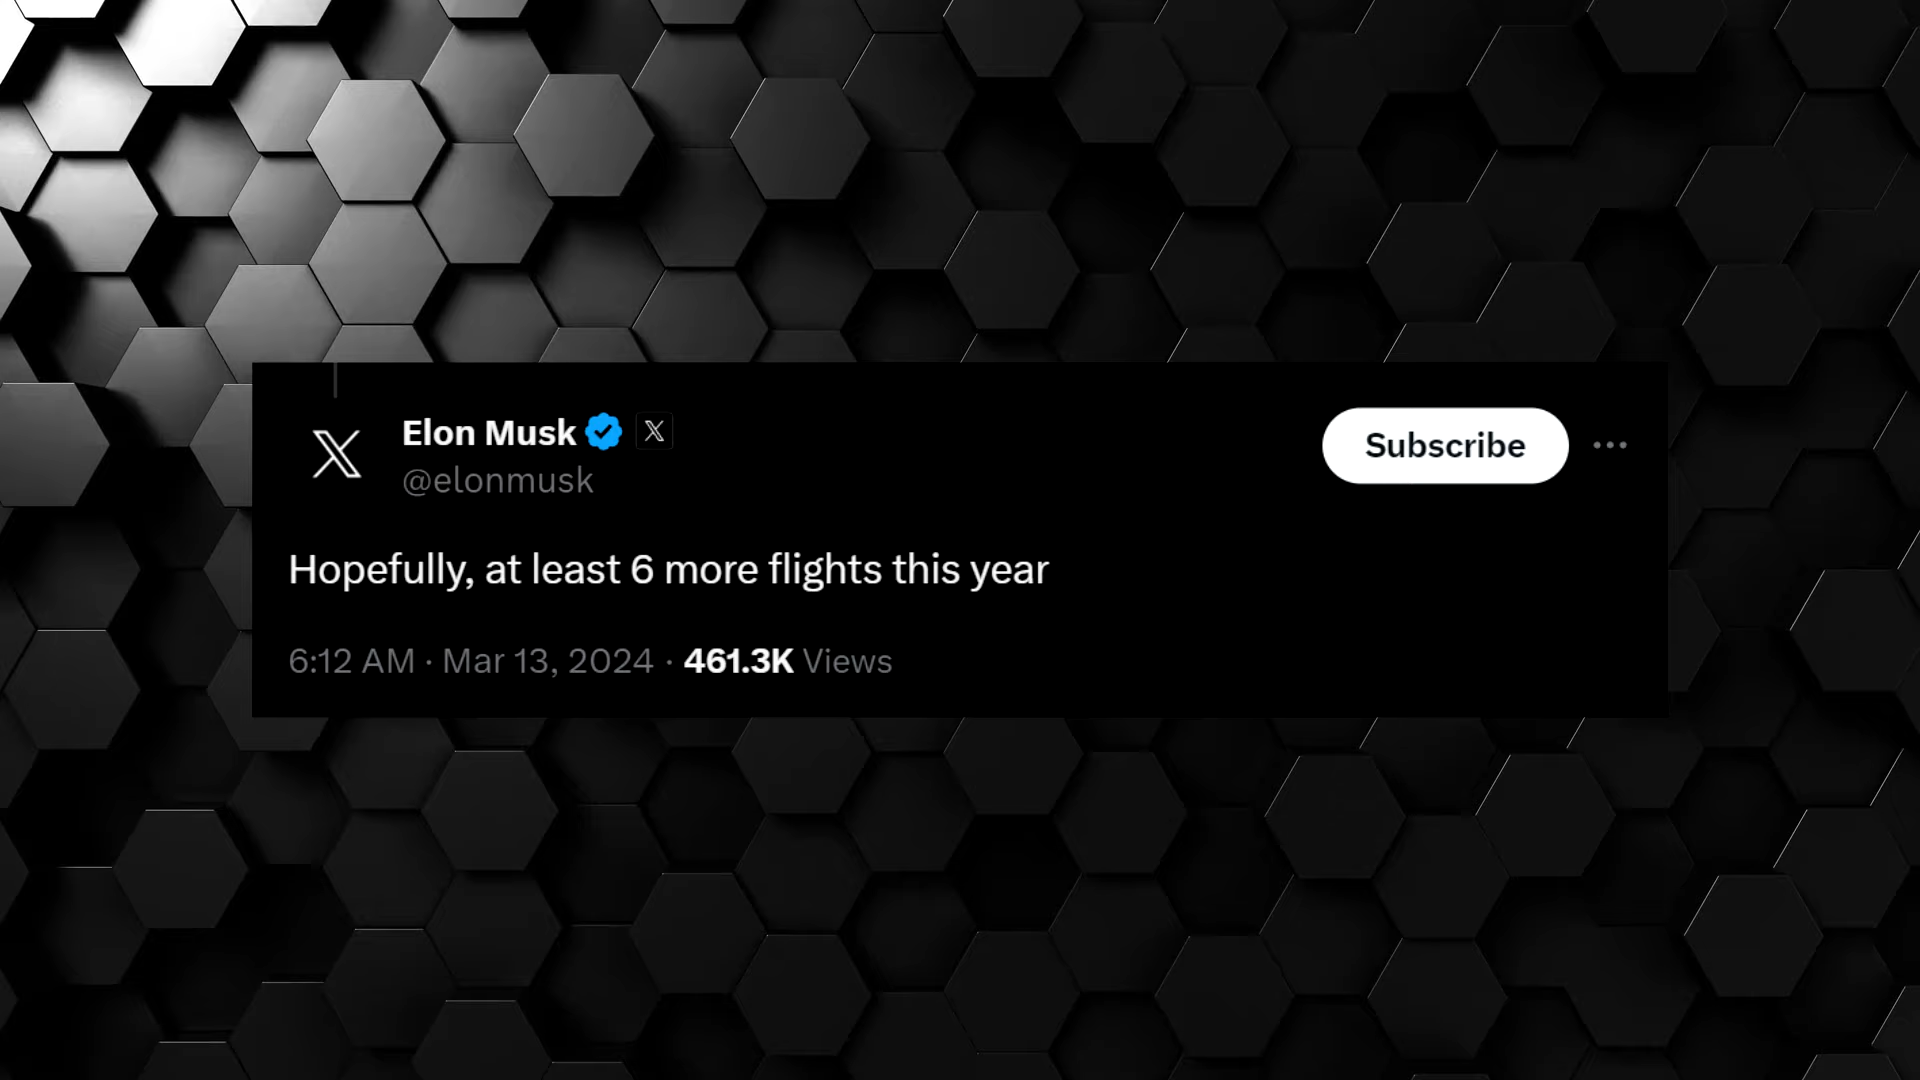 Elon Musk
@elonmusk
Subscribe
Hopefully, at least 6 more flights this year
6:12 AM · Mar 13, 2024 · 461.3K Views